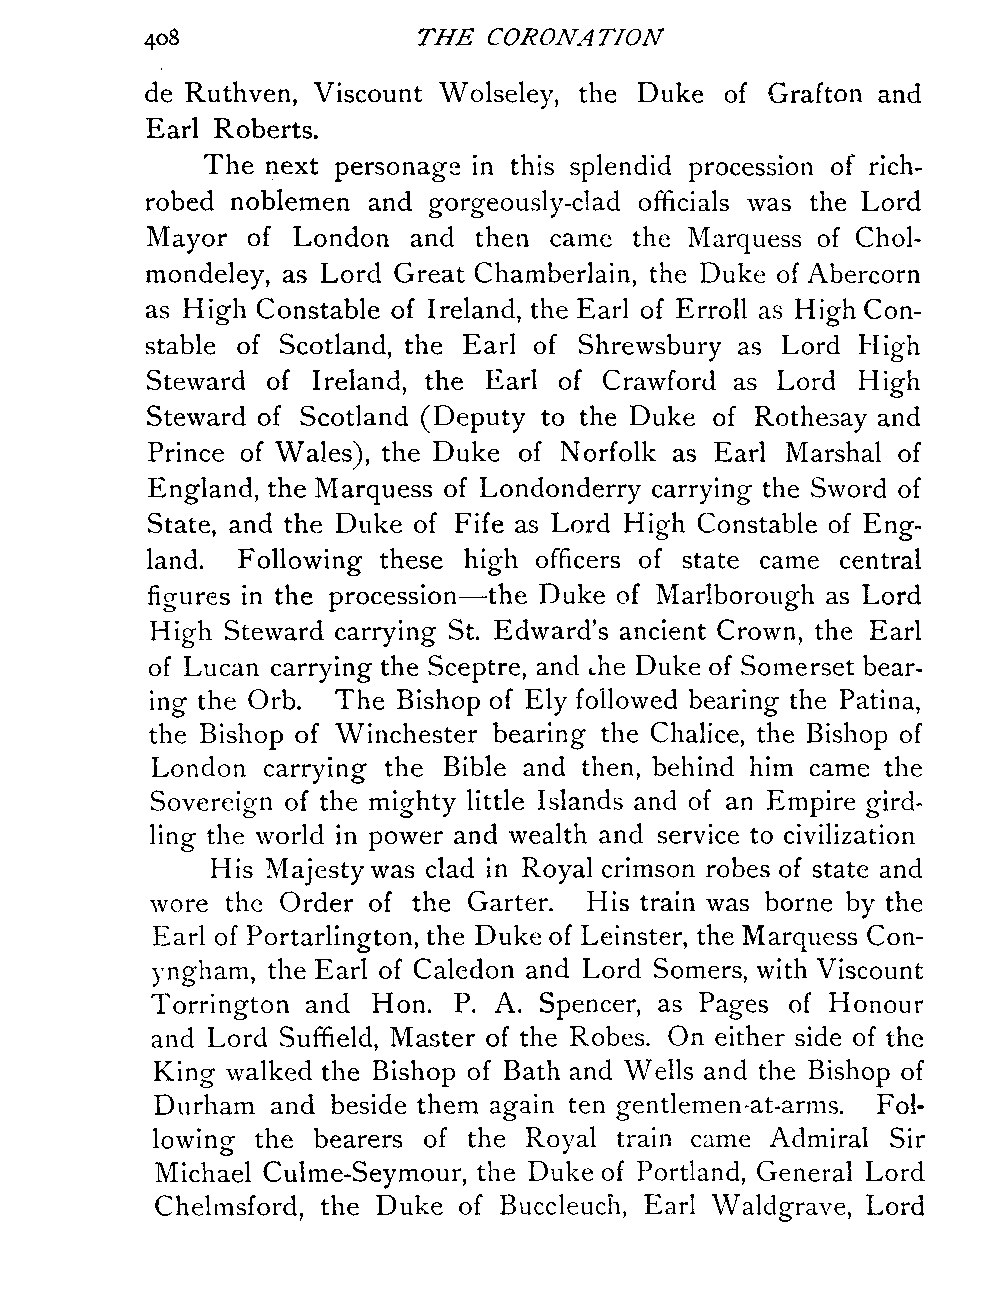 408 THE CORONATION
de Ruthven, Viscount Wolseley, the Duke of Grafton and
Earl Roberts.
The next personage in this splendid procession of rich-
robed noblemen and gorgeously-clad officials was the Lord
Mayor of London and then came the Marquess of Chol-
mondeley, as Lord Great Chamberlain, the Duke of Abercorn
as High Constable of Ireland, the Earl of Erroll as High Con-
stable of Scotland, the Earl of Shrewsbury as Lord High
Steward of Ireland, the Earl of Crawford as Lord High
Steward of Scotland (Deputy to the Duke of Rothesay and
Prince of Wales), the Duke of Norfolk as Earl Marshal of
England, the Marquess of Londonderry carrying the Sword of
State, and the Duke of Fife as Lord High Constable of Eng-
land. Following these high officers of state came central
figures in the procession—the Duke of Marlborough as Lord
High Steward carrying St. Edward's ancient Crown, the Earl
of Lucan carrying the Sceptre, and the Duke of Somerset bear-
ing the Orb. The Bishop of Ely followed bearing the Patina,
the Bishop of Winchester bearing the Chalice, the Bishop of
London carrying the Bible and then, behind him came the
Sovereign of the mighty little Islands and of an Empire gird-
ling the world in power and wealth and service to civilization
His Majesty was clad in Royal crimson robes of state and
wore the Order of the Garter. His train was borne by the
Earl of Portarlington, the Duke of Leinster, the Marquess Con-
yngham, the Earl of Caledon and Lord Somers, with Viscount
Torrington and Hon. P. A. Spencer, as Pages of Honour
and Lord Suffield, Master of the Robes. On either side of the
King walked the Bishop of Bath and Wells and the Bishop of
Durham and beside them again ten gentlemen-at-arms. Fol-
lowing the bearers of the Royal train came Admiral Sir
Michael Culme-Seymour, the Duke of Portland, General Lord
Chelmsford, the Duke of Buccleuch, Earl Waldgrave, Lord